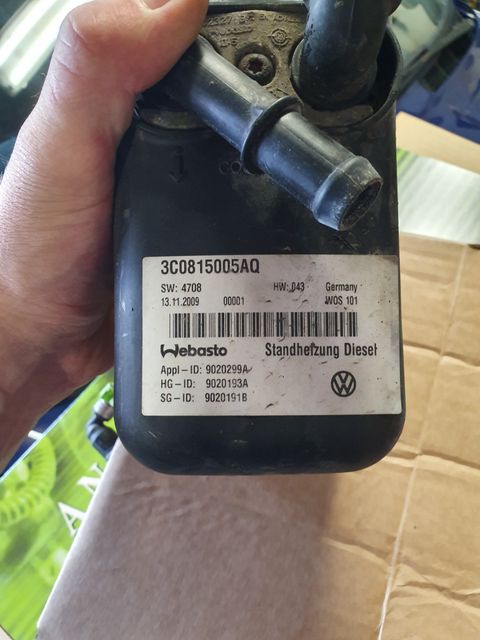 3C0815005AQ
SW: 4708 HW: 043 Germany
13.11.2009 00001 WOS 101
Webasto Standheizung Diesel
Appl-ID: 9020299A
HG-ID: 9020193A
SG-ID: 9020191B
AN